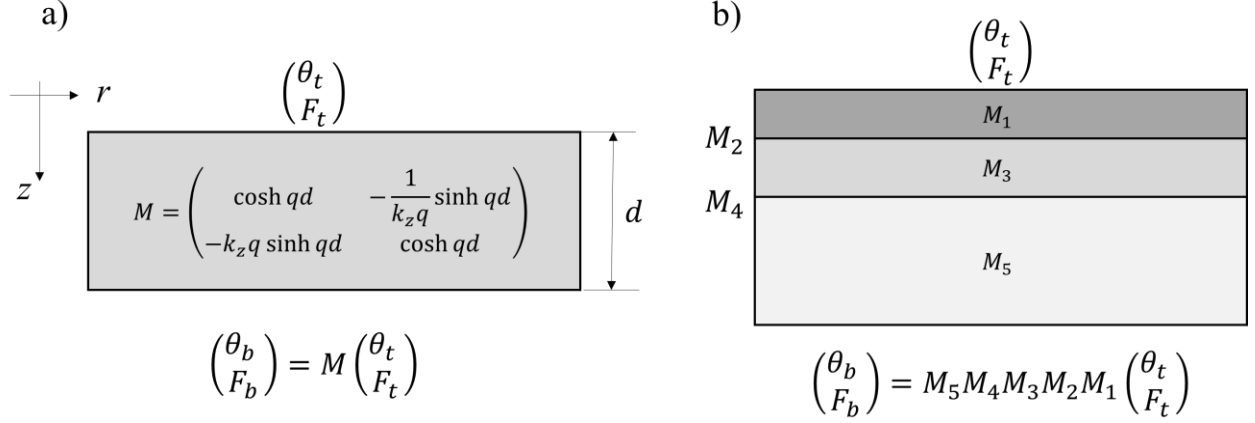 a)
r
z
(θ_t
F_t)
M = (cosh qd   -\frac{1}{k_z q} sinh qd
-k_z q sinh qd   cosh qd)
d
(θ_b
F_b) = M (θ_t
F_t)
b)
(θ_t
F_t)
M_1
M_2
M_3
M_4
M_5
(θ_b
F_b) = M_5 M_4 M_3 M_2 M_1 (θ_t
F_t)